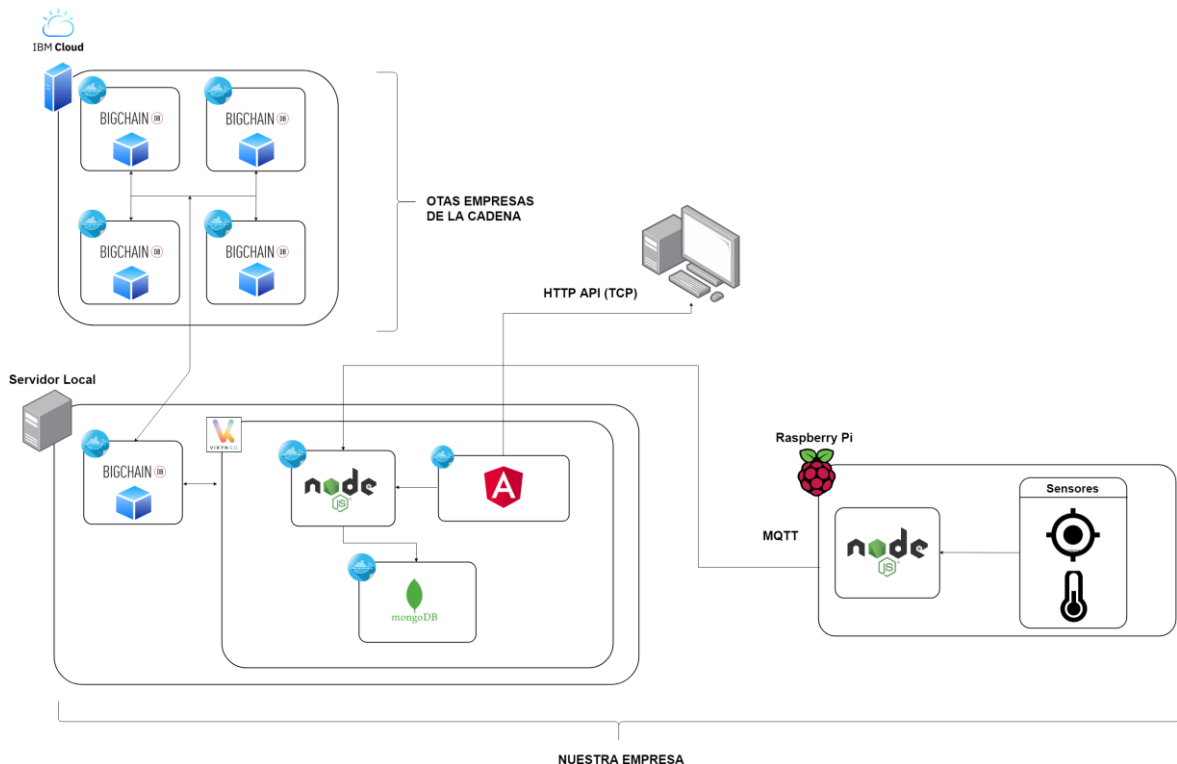 IBM Cloud
BIGCHAIN DB
BIGCHAIN DB
BIGCHAIN DB
BIGCHAIN DB
OTAS EMPRESAS
DE LA CADENA
HTTP API (TCP)
Servidor Local
VIKYNGO
BIGCHAIN DB
node
JS
mongoDB
Raspberry Pi
MQTT
node
JS
Sensores
NUESTRA EMPRESA